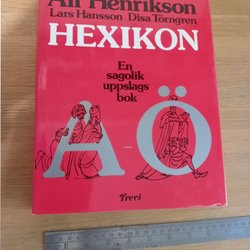 Alf Henrikson
Lars Hansson Disa Törngren
HEXIKON
En
sagolik
uppslags
bok
A-Ö
Trevi